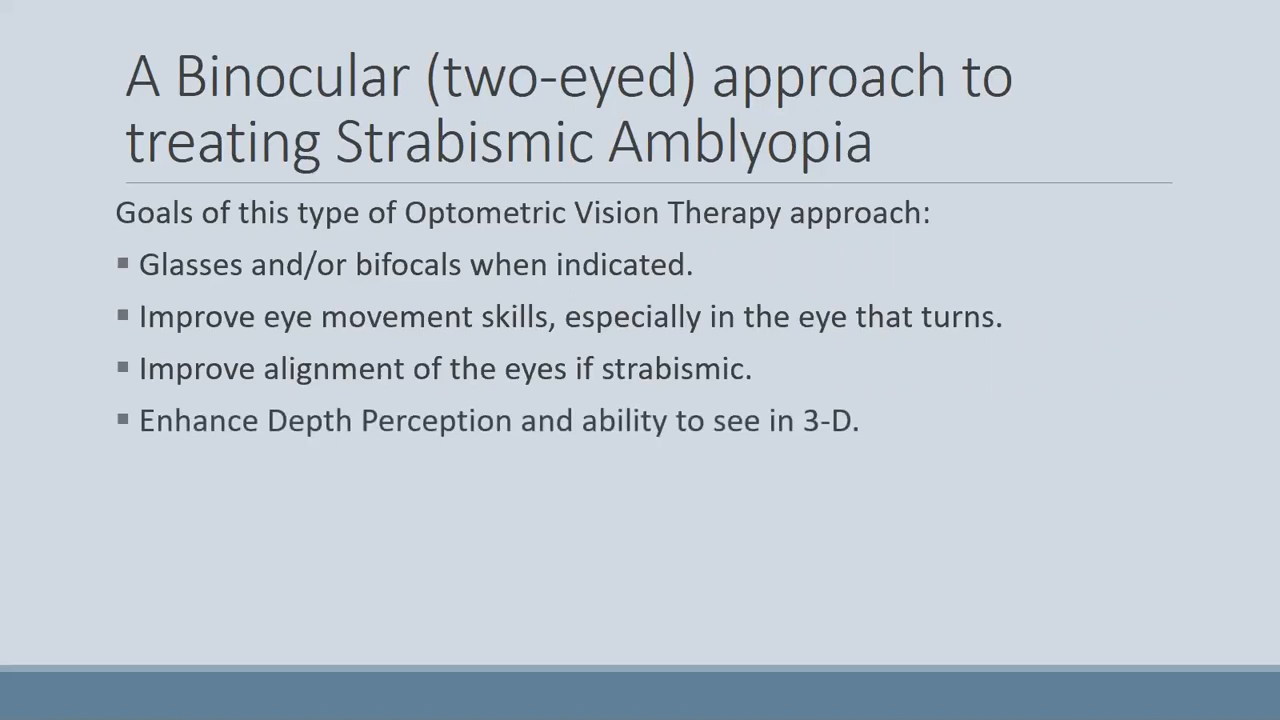 A Binocular (two-eyed) approach to
treating Strabismic Amblyopia
Goals of this type of Optometric Vision Therapy approach:
▪ Glasses and/or bifocals when indicated.
▪ Improve eye movement skills, especially in the eye that turns.
▪ Improve alignment of the eyes if strabismic.
▪ Enhance Depth Perception and ability to see in 3-D.